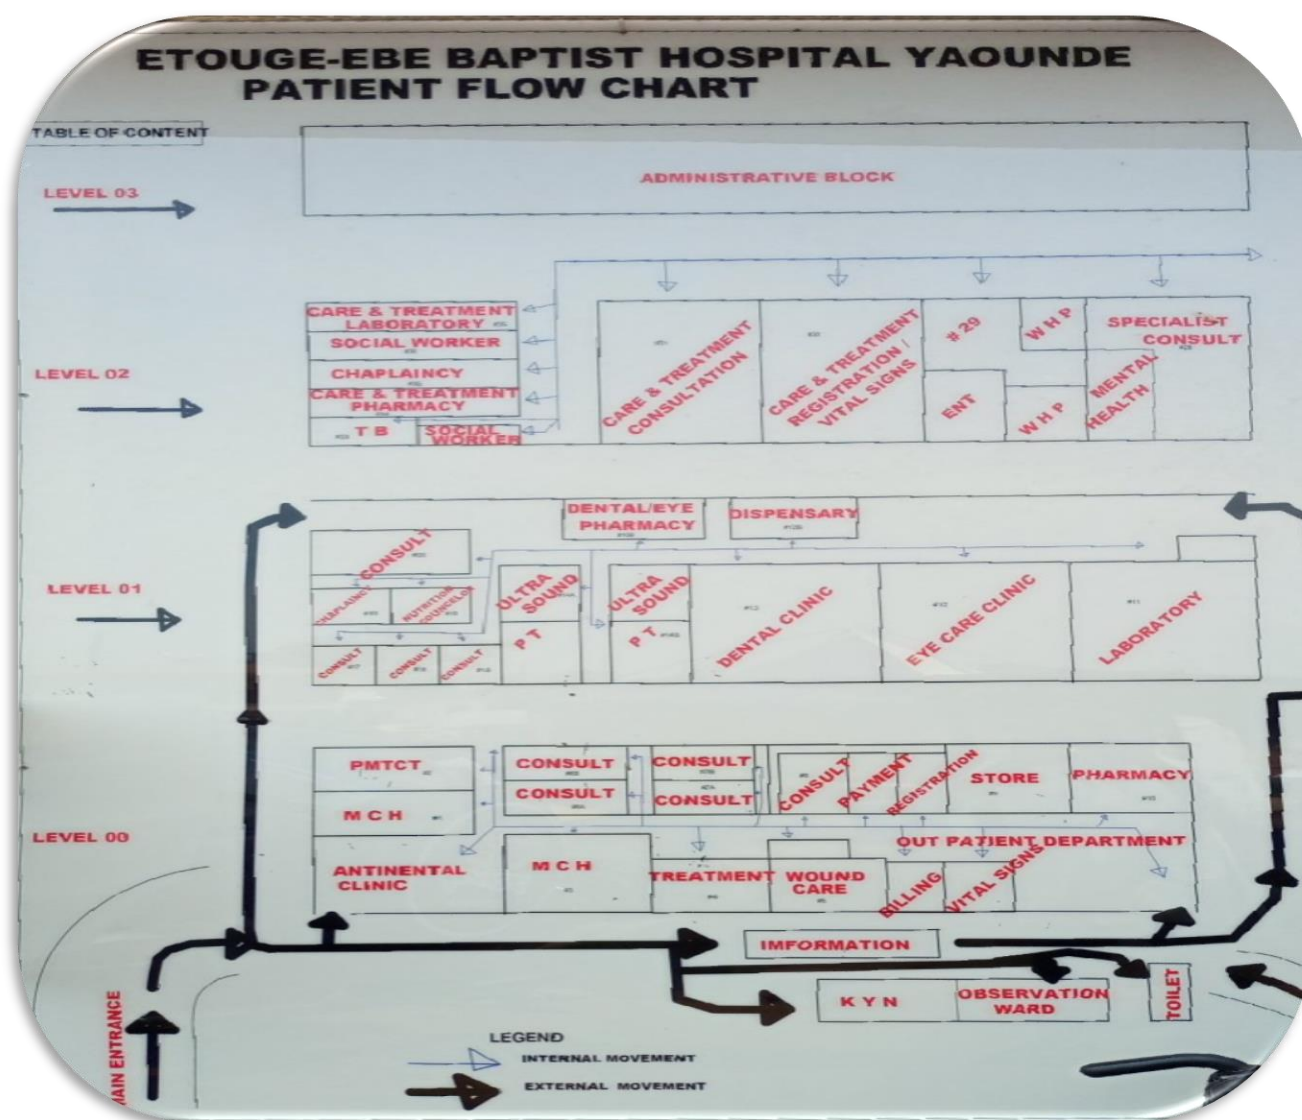 ETOUGE-EBE BAPTIST HOSPITAL YAOUNDE
PATIENT FLOW CHART
TABLE OF CONTENT
LEVEL 03
ADMINISTRATIVE BLOCK
LEVEL 02
CARE & TREATMENT
LABORATORY
SOCIAL WORKER
CHAPLAINCY
CARE & TREATMENT
PHARMACY
T B
SOCIAL
WORKER
CARE & TREATMENT
CONSULTATION
CARE & TREATMENT
REGISTRATION /
VITAL SIGNS
# 29
ENT
W H P
W H P
MENTAL
HEALTH
SPECIALIST
CONSULT
LEVEL 01
DENTAL/EYE
PHARMACY
DISPENSARY
CONSULT
CHAPLAINCY
NUTRITION
COUNCELOR
CONSULT
CONSULT
CONSULT
ULTRA
SOUND
P T
ULTRA
SOUND
P T
DENTAL CLINIC
EYE CARE CLINIC
LABORATORY
LEVEL 00
PMTCT
M C H
ANTINENTAL
CLINIC
CONSULT
CONSULT
CONSULT
CONSULT
CONSULT
PAYMENT
REGISTRATION
STORE
PHARMACY
M C H
TREATMENT
WOUND
CARE
BILLING
VITAL SIGNS
OUT PATIENT DEPARTMENT
IMFORMATION
K Y N
OBSERVATION
WARD
TOILET
MAIN ENTRANCE
LEGEND
INTERNAL MOVEMENT
EXTERNAL MOVEMENT